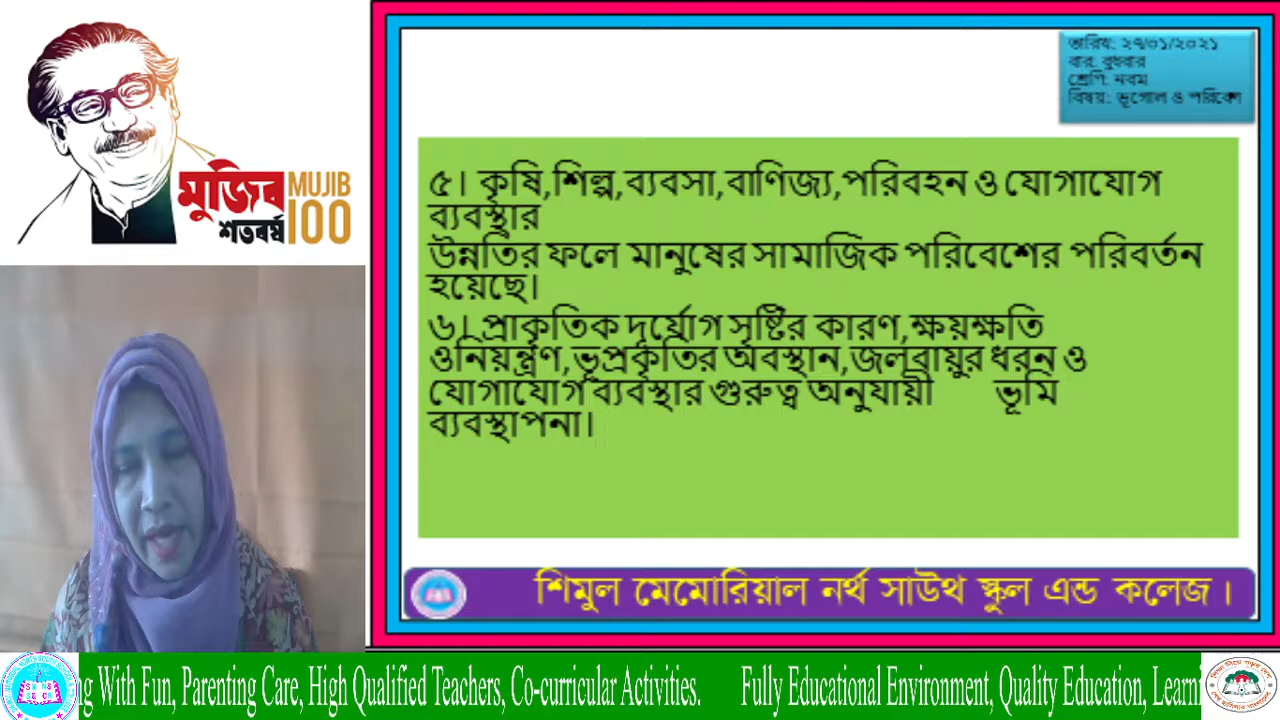 মুজিব
শতবর্ষ
MUJIB
100
তারিখ: ২৭/০১/২০২১
বার: বুধবার
শ্রেণি: নবম
বিষয়: ভূগোল ও পরিবেশ
৫। কৃষি,শিল্প,ব্যবসা,বাণিজ্য,পরিবহন ও যোগাযোগ
ব্যবস্থার
উন্নতির ফলে মানুষের সামাজিক পরিবেশের পরিবর্তন
হয়েছে।
৬। প্রাকৃতিক দুর্যোগ সৃষ্টির কারণ,ক্ষয়ক্ষতি
ওনিয়ন্ত্রণ,ভূপ্রকৃতির অবস্থান,জলবায়ুর ধরন ও
যোগাযোগ ব্যবস্থার গুরুত্ব অনুযায়ী ভূমি
ব্যবস্থাপনা।
শিমুল মেমোরিয়াল নর্থ সাউথ স্কুল এন্ড কলেজ ।
With Fun, Parenting Care, High Qualified Teachers, Co-curricular Activities. Fully Educational Environment, Quality Education,